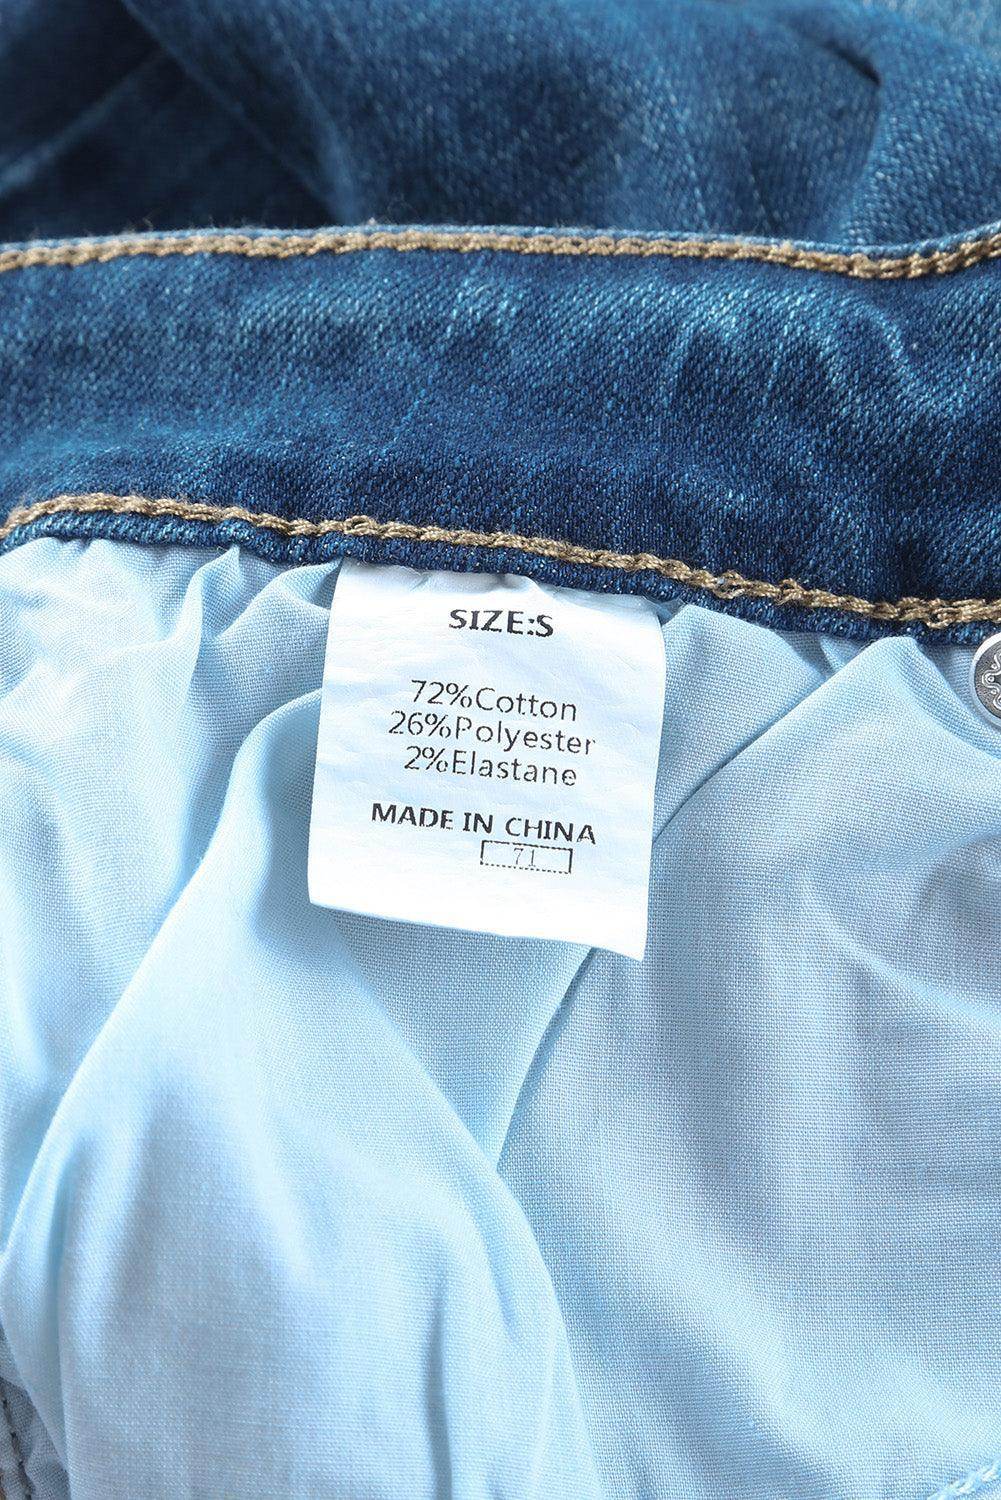 SIZE:S
72%Cotton
26%Polyester
2%Elastane
MADE IN CHINA
71